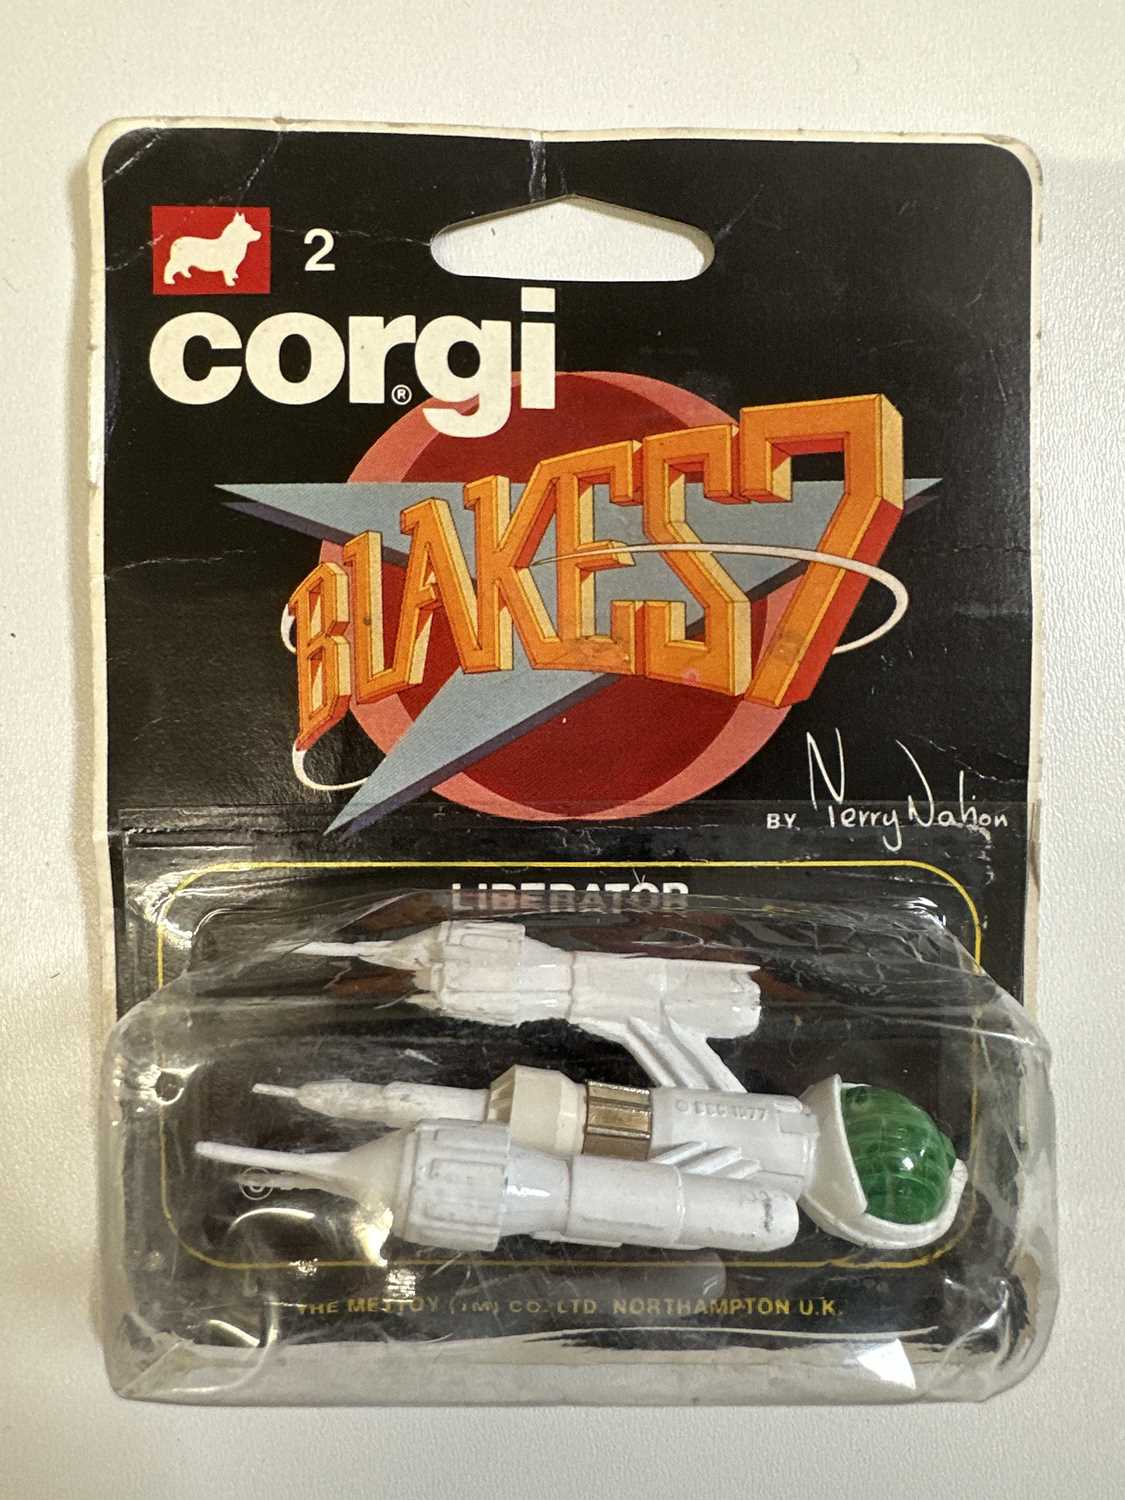 2
corgi®
BLAKES 7
BY Terry Nation
LIBERATOR
© BBC 1977
©
THE METTOY (TM) CO. LTD. NORTHAMPTON U.K.